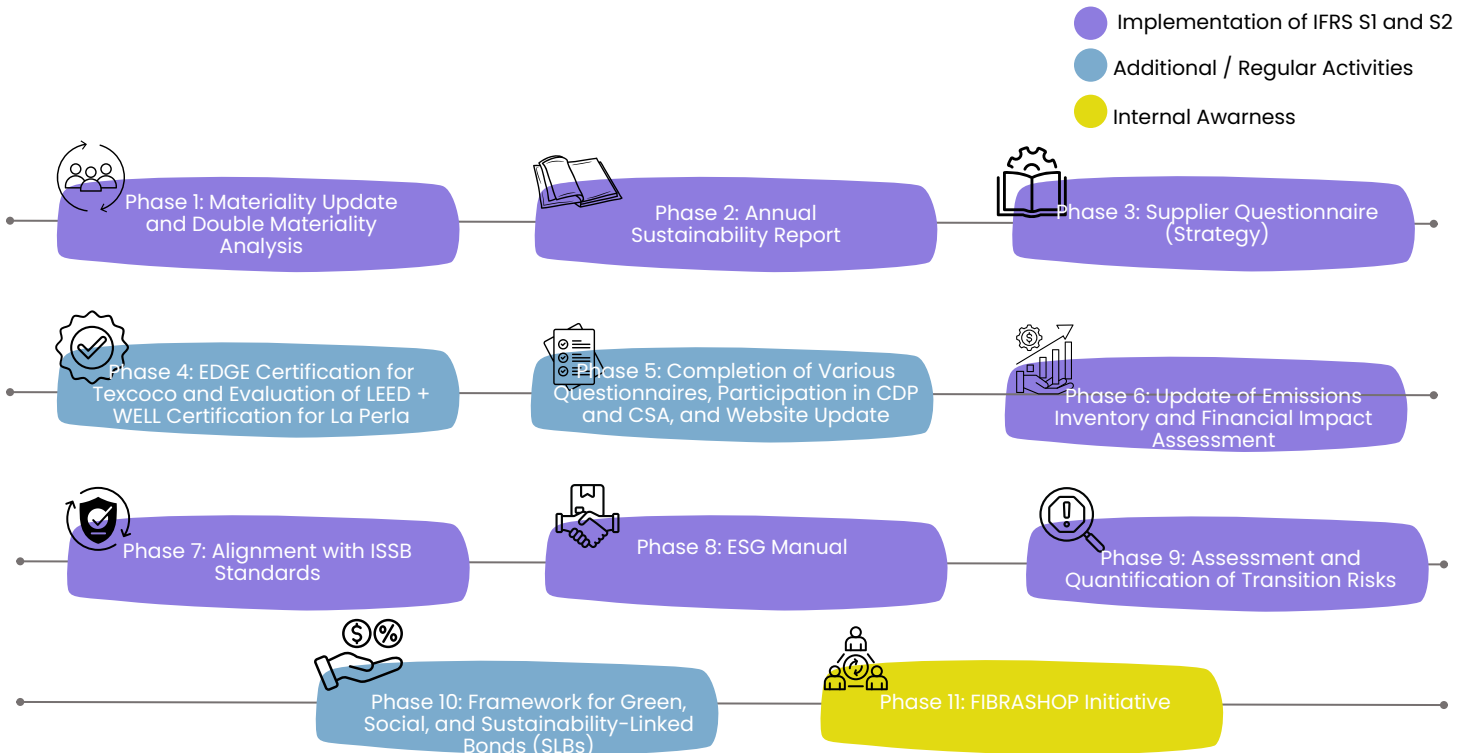 Implementation of IFRS S1 and S2
Additional / Regular Activities
Internal Awarness
Phase 1: Materiality Update
and Double Materiality
Analysis
Phase 2: Annual
Sustainability Report
Phase 3: Supplier Questionnaire
(Strategy)
Phase 4: EDGE Certification for
Texcoco and Evaluation of LEED +
WELL Certification for La Perla
Phase 5: Completion of Various
Questionnaires, Participation in CDP
and CSA, and Website Update
Phase 6: Update of Emissions
Inventory and Financial Impact
Assessment
Phase 7: Alignment with ISSB
Standards
Phase 8: ESG Manual
Phase 9: Assessment and
Quantification of Transition Risks
Phase 10: Framework for Green,
Social, and Sustainability-Linked
Bonds (SLBs)
Phase 11: FIBRASHOP Initiative